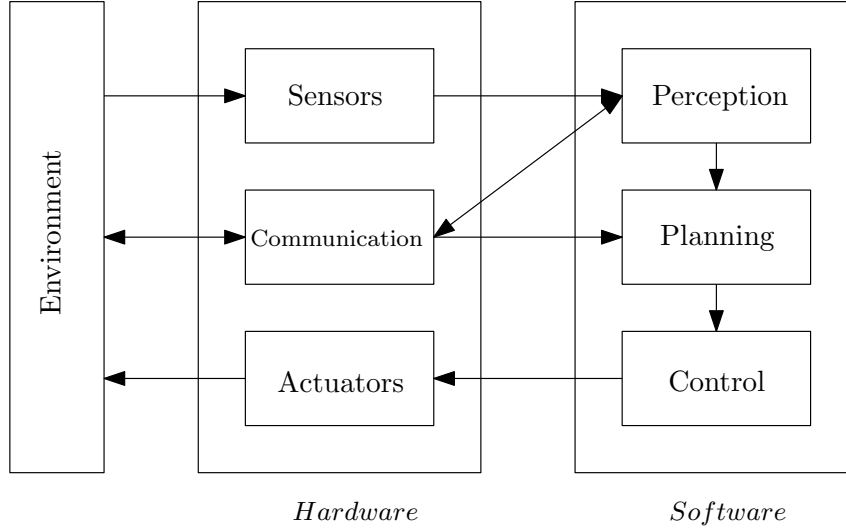 Environment
Sensors
Communication
Actuators
Hardware
Perception
Planning
Control
Software